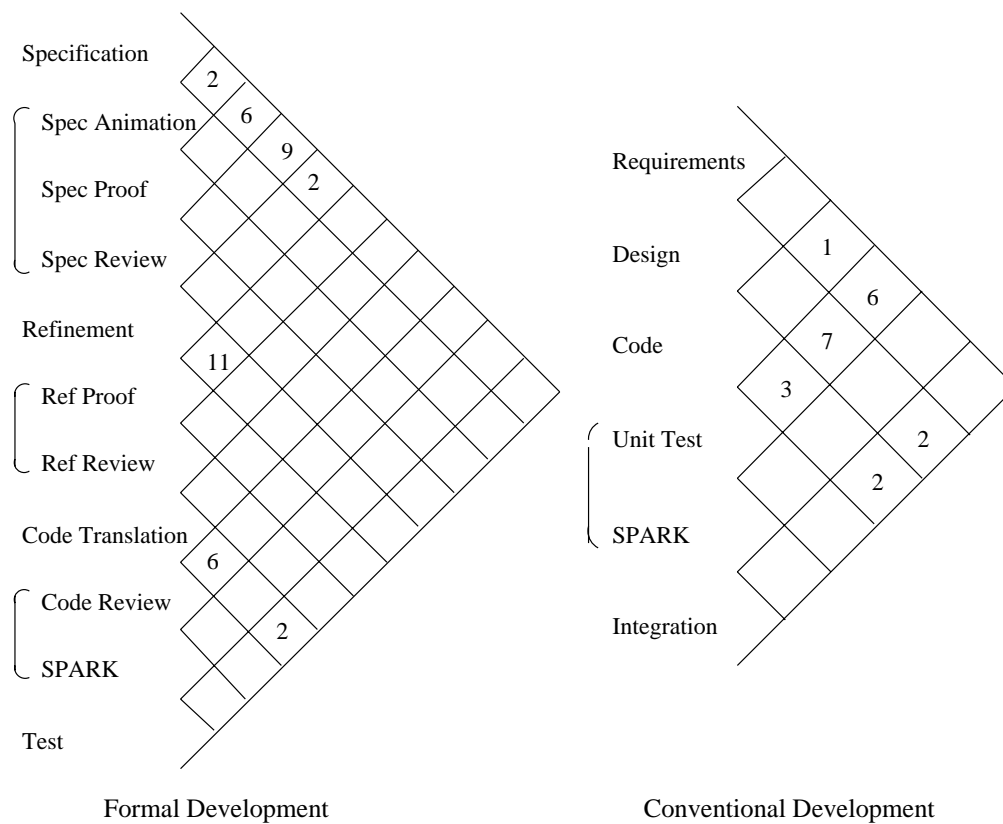 Specification
2
Spec Animation
6
9
Spec Proof
2
Spec Review
Refinement
11
Ref Proof
Ref Review
Code Translation
6
Code Review
2
SPARK
Test
Formal Development
Requirements
1
Design
6
7
Code
3
Unit Test
2
2
SPARK
Integration
Conventional Development